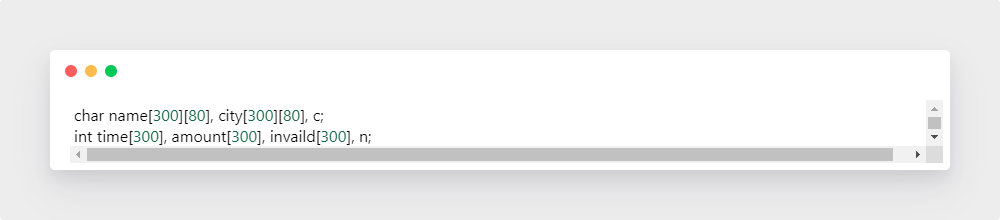 char name[300][80], city[300][80], c;
int time[300], amount[300], invaild[300], n;